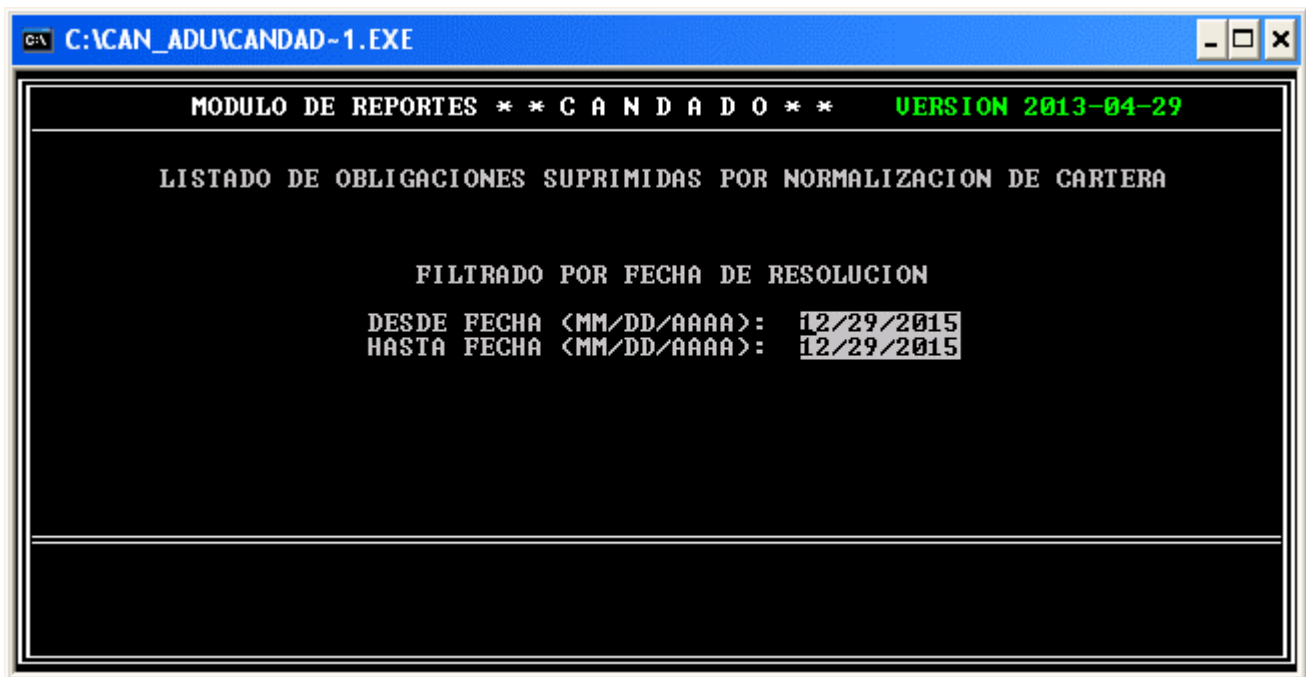 C:\CAN_ADU\CANDAD~1.EXE
MODULO DE REPORTES * * C A N D A D O * * VERSION 2013-04-29
LISTADO DE OBLIGACIONES SUPRIMIDAS POR NORMALIZACION DE CARTERA
FILTRADO POR FECHA DE RESOLUCION
DESDE FECHA (MM/DD/AAAA): 12/29/2015
HASTA FECHA (MM/DD/AAAA): 12/29/2015